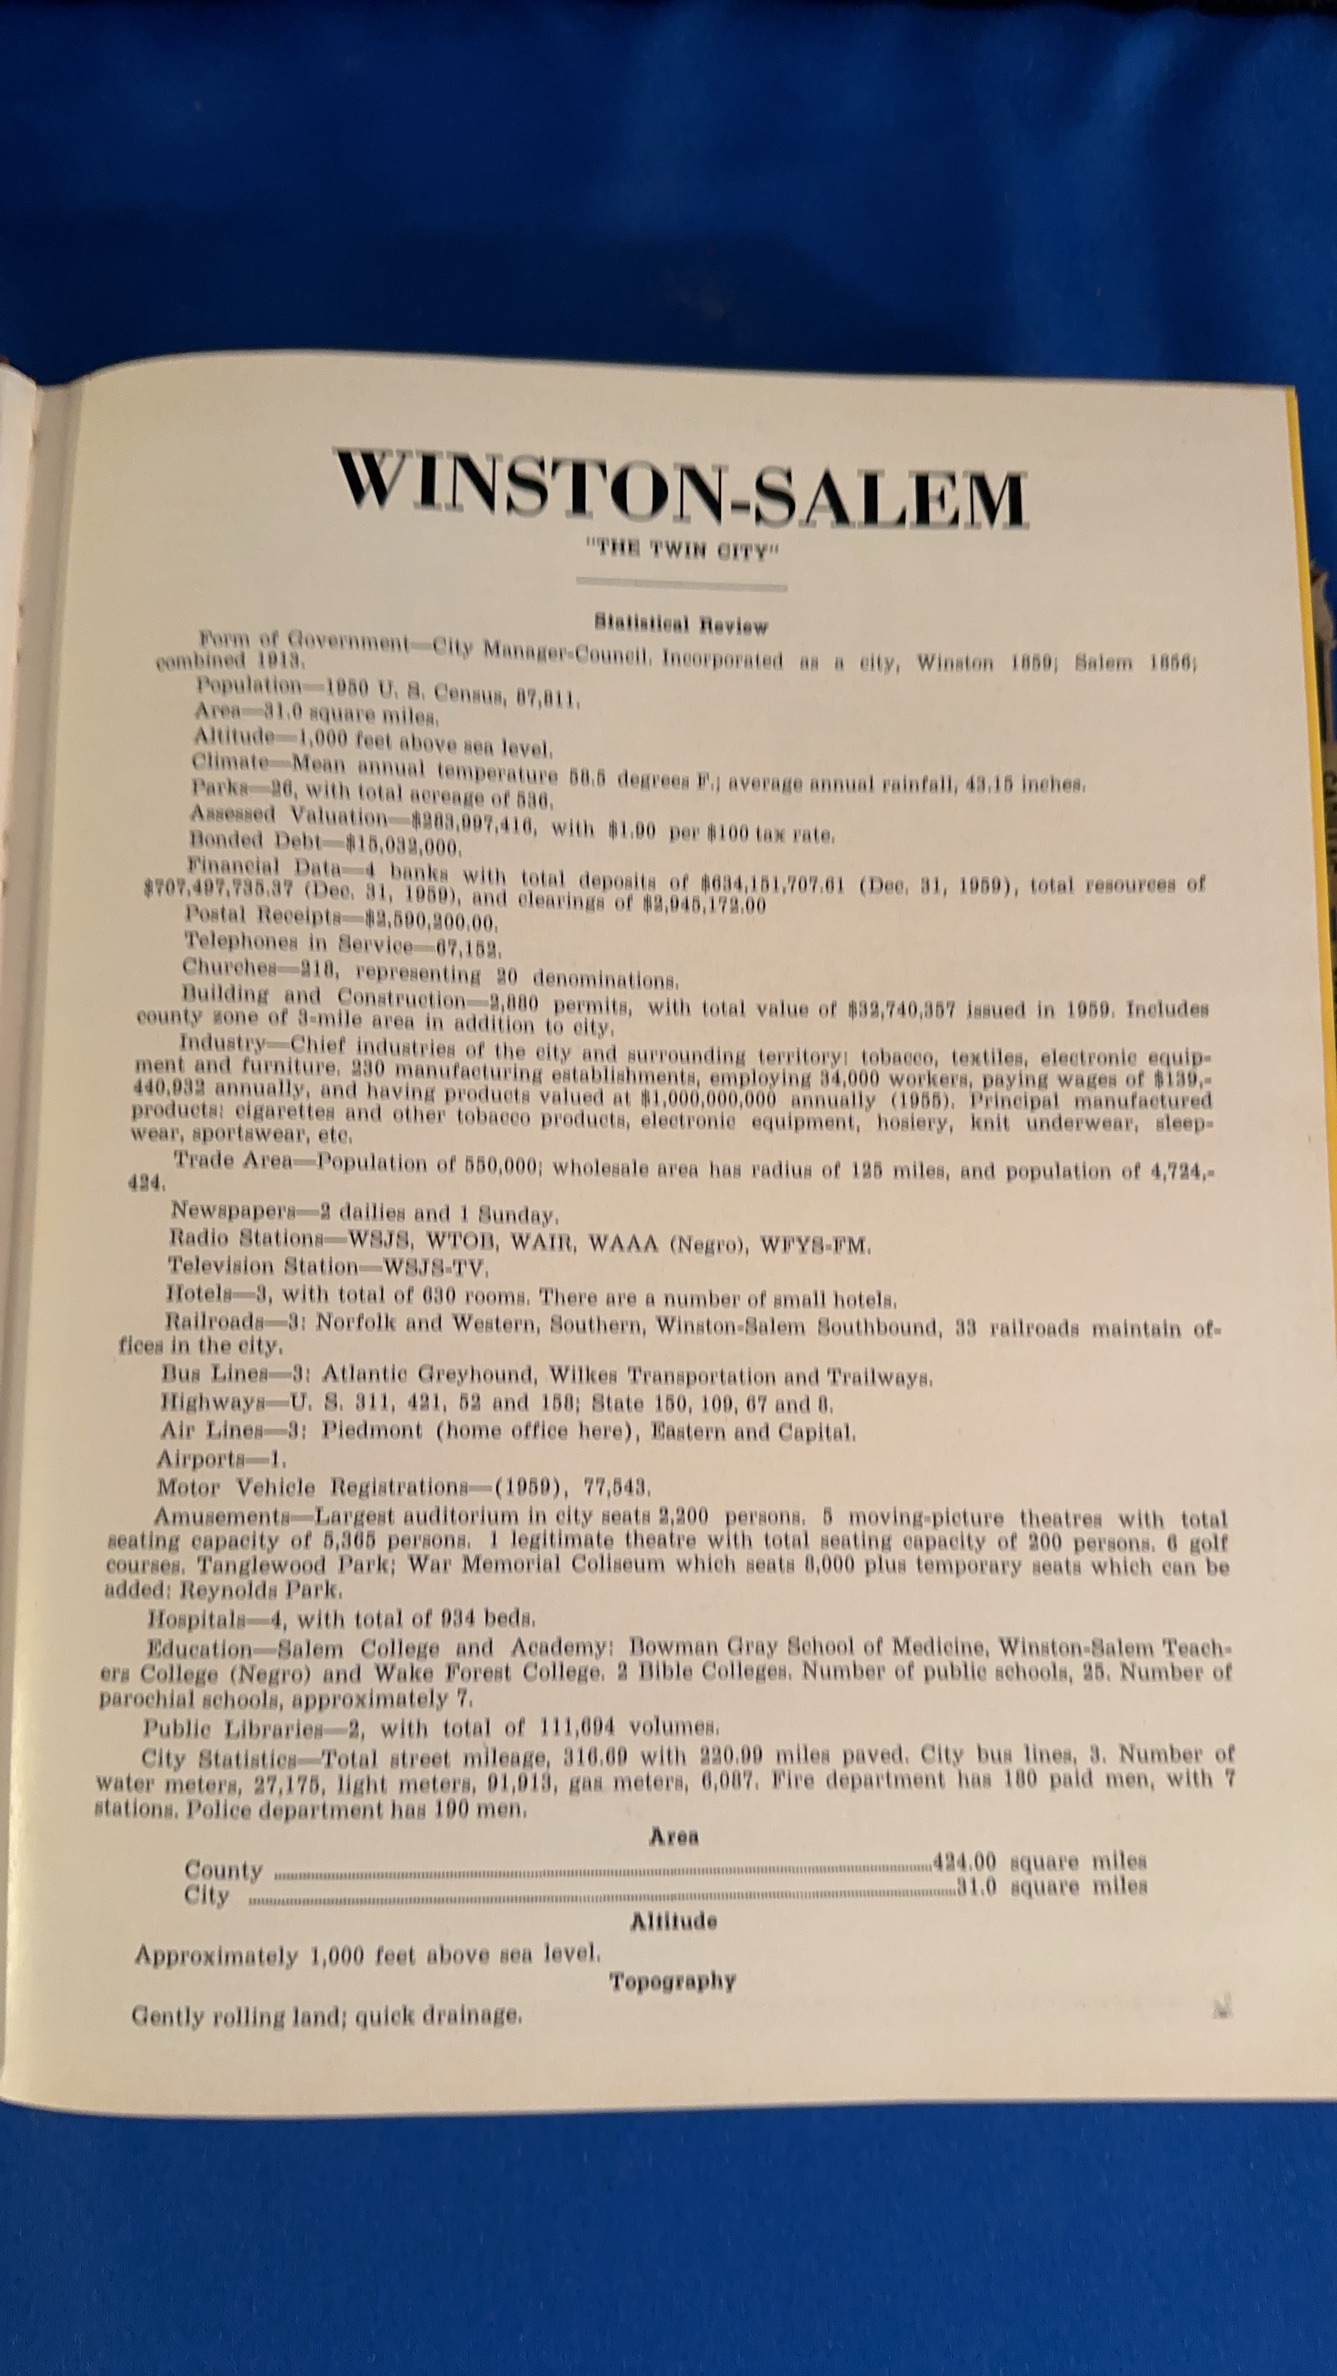 WINSTON-SALEM
"THE TWIN CITY"
Statistical Review
Form of Government—City Manager-Council. Incorporated as a city, Winston 1859; Salem 1856;
combined 1913.
Population—1950 U. S. Census, 87,811.
Area—31.0 square miles.
Altitude—1,000 feet above sea level.
Climate—Mean annual temperature 58.5 degrees F.; average annual rainfall, 43.15 inches.
Parks—26, with total acreage of 536.
Assessed Valuation—$283,997,416, with $1.90 per $100 tax rate.
Bonded Debt—$15,032,000.
Financial Data—4 banks with total deposits of $634,151,707.61 (Dec. 31, 1959), total resources of
$707,497,735.37 (Dec. 31, 1959), and clearings of $2,945,172.00
Postal Receipts—$2,590,200.00.
Telephones in Service—67,152.
Churches—218, representing 20 denominations.
Building and Construction—2,880 permits, with total value of $32,740,357 issued in 1959. Includes
county zone of 3-mile area in addition to city.
Industry—Chief industries of the city and surrounding territory: tobacco, textiles, electronic equip-
ment and furniture. 230 manufacturing establishments, employing 34,000 workers, paying wages of $139,-
440,932 annually, and having products valued at $1,000,000,000 annually (1955). Principal manufactured
products: cigarettes and other tobacco products, electronic equipment, hosiery, knit underwear, sleep-
wear, sportswear, etc.
Trade Area—Population of 550,000; wholesale area has radius of 125 miles, and population of 4,724,-
424.
Newspapers—2 dailies and 1 Sunday.
Radio Stations—WSJS, WTOB, WAIR, WAAA (Negro), WFYS-FM.
Television Station—WSJS-TV.
Hotels—3, with total of 630 rooms. There are a number of small hotels.
Railroads—3: Norfolk and Western, Southern, Winston-Salem Southbound, 33 railroads maintain of-
fices in the city.
Bus Lines—3: Atlantic Greyhound, Wilkes Transportation and Trailways.
Highways—U. S. 311, 421, 52 and 158; State 150, 109, 67 and 8.
Air Lines—3: Piedmont (home office here), Eastern and Capital.
Airports—1.
Motor Vehicle Registrations—(1959), 77,543.
Amusements—Largest auditorium in city seats 2,200 persons. 5 moving-picture theatres with total
seating capacity of 5,365 persons. 1 legitimate theatre with total seating capacity of 200 persons. 6 golf
courses. Tanglewood Park; War Memorial Coliseum which seats 8,000 plus temporary seats which can be
added; Reynolds Park.
Hospitals—4, with total of 934 beds.
Education—Salem College and Academy; Bowman Gray School of Medicine, Winston-Salem Teach-
ers College (Negro) and Wake Forest College. 2 Bible Colleges. Number of public schools, 25. Number of
parochial schools, approximately 7.
Public Libraries—2, with total of 111,694 volumes.
City Statistics—Total street mileage, 316.69 with 220.99 miles paved. City bus lines, 3. Number of
water meters, 27,175, light meters, 91,913, gas meters, 6,087. Fire department has 180 paid men, with 7
stations. Police department has 190 men.
Area
County ........ 424.00 square miles
City ........ 31.0 square miles
Altitude
Approximately 1,000 feet above sea level.
Topography
Gently rolling land; quick drainage.